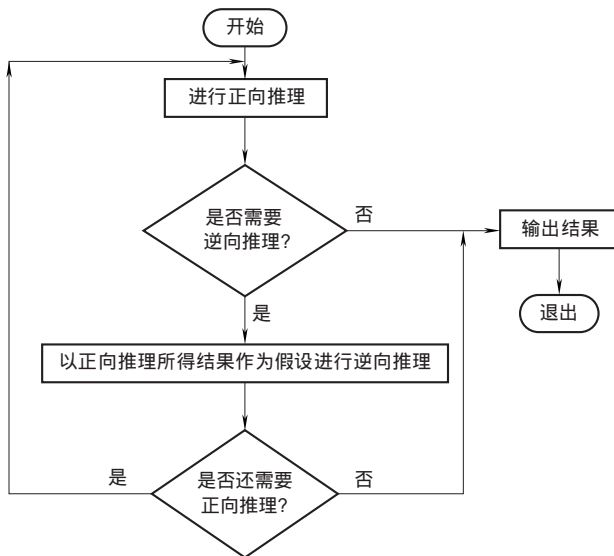 开始
进行正向推理
是否需要
逆向推理?
否
输出结果
退出
是
以正向推理所得结果作为假设进行逆向推理
是
是否还需要
正向推理?
否